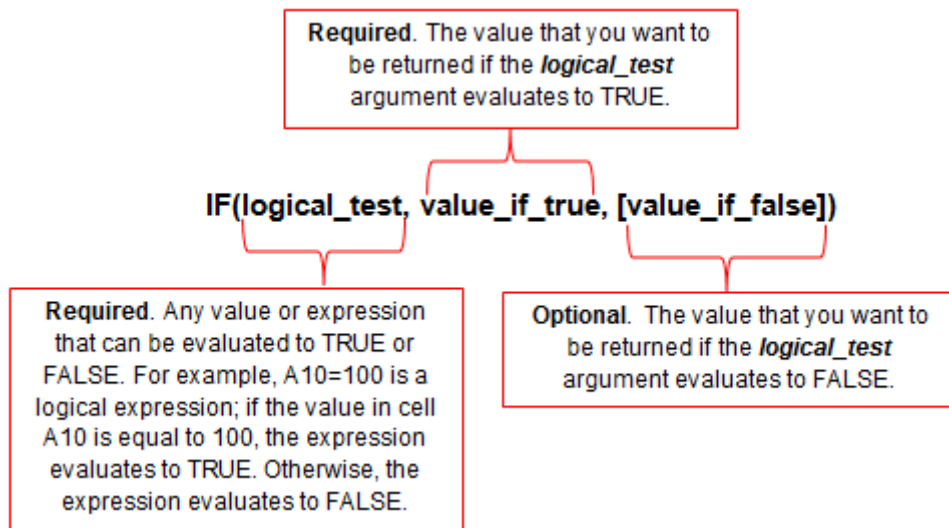 Required. The value that you want to
be returned if the logical_test
argument evaluates to TRUE.
IF(logical_test, value_if_true, [value_if_false])
Required. Any value or expression
that can be evaluated to TRUE or
FALSE. For example, A10=100 is a
logical expression; if the value in cell
A10 is equal to 100, the expression
evaluates to TRUE. Otherwise, the
expression evaluates to FALSE.
Optional. The value that you want to
be returned if the logical_test
argument evaluates to FALSE.